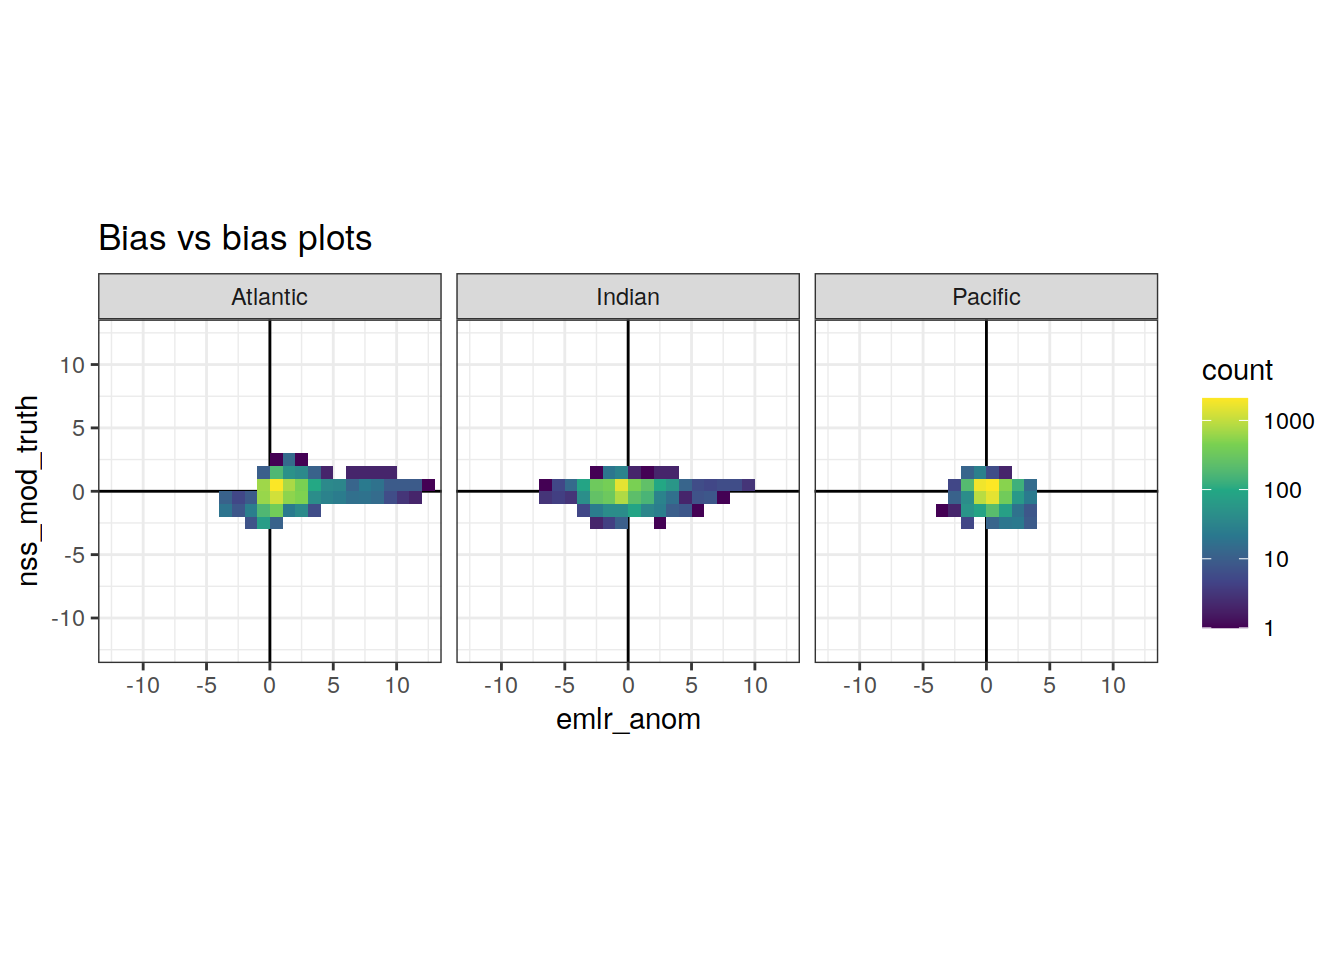 Bias vs bias plots
Atlantic Indian Pacific
nss_mod_truth
10
5
0
-5
-10
-10 -5 0 5 10 -10 -5 0 5 10 -10 -5 0 5 10
emlr_anom
count
1000
100
10
1